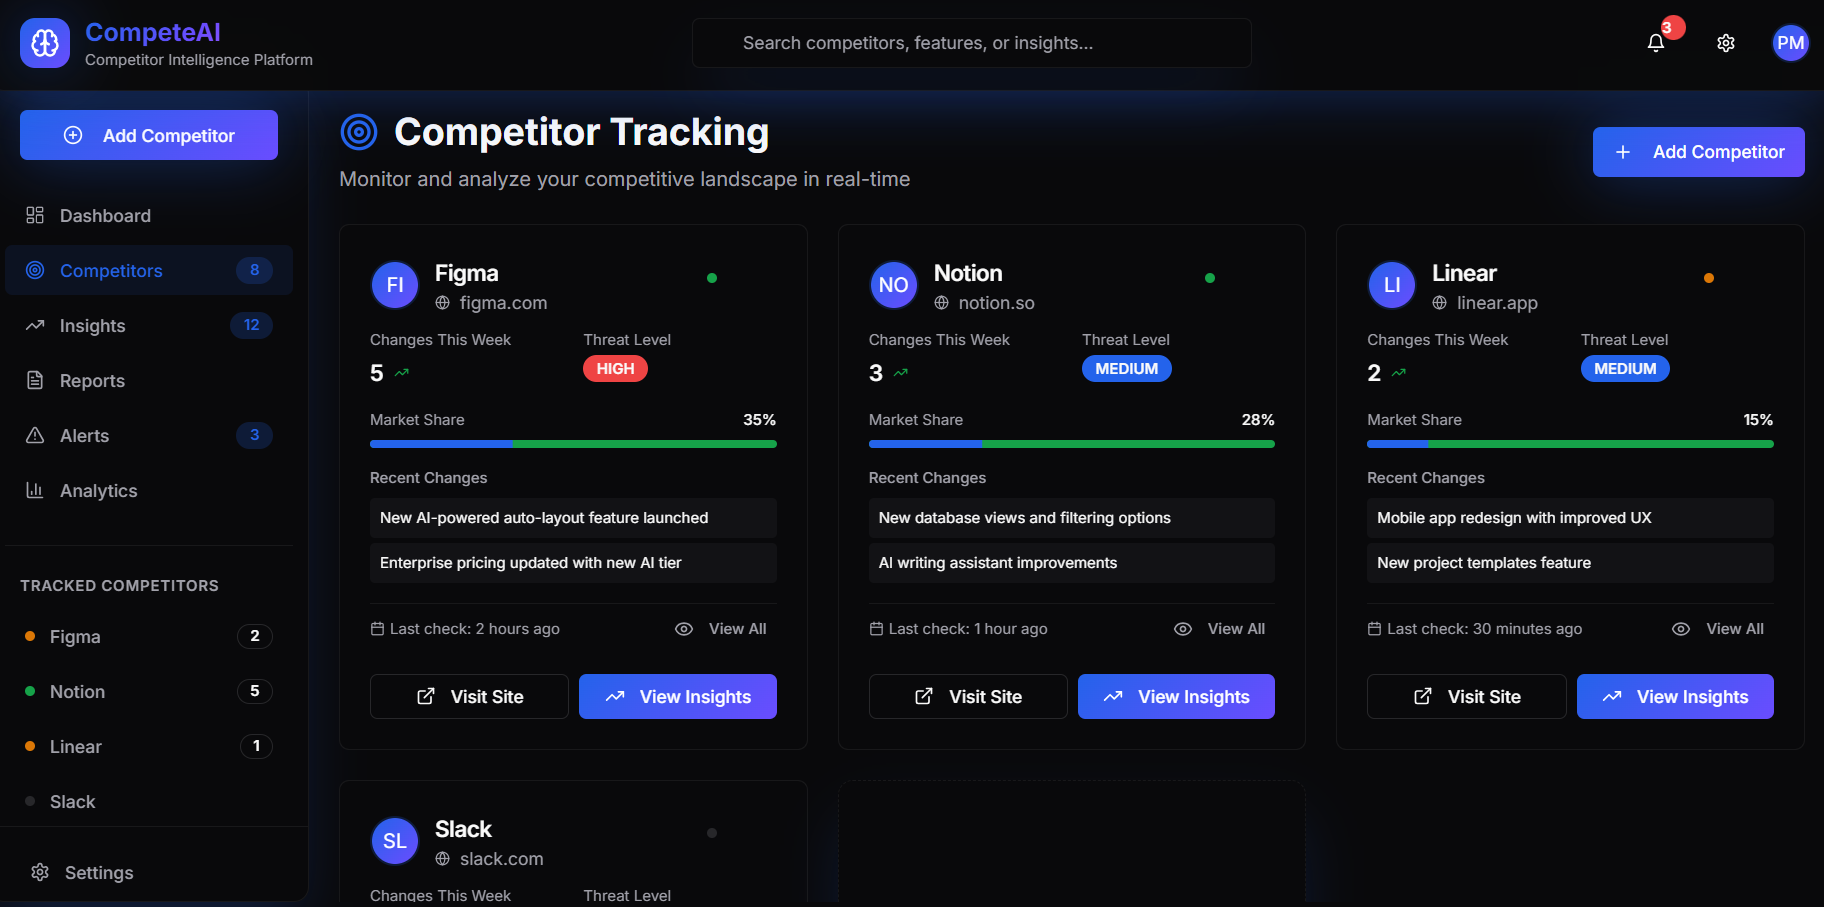 CompeteAI
Competitor Intelligence Platform
Search competitors, features, or insights...
3
PM
Add Competitor
Dashboard
Competitors 8
Insights 12
Reports
Alerts 3
Analytics
TRACKED COMPETITORS
Figma 2
Notion 5
Linear 1
Slack
Settings
Competitor Tracking
Monitor and analyze your competitive landscape in real-time
Add Competitor
FI
Figma
figma.com
Changes This Week Threat Level
5 HIGH
Market Share 35%
Recent Changes
New AI-powered auto-layout feature launched
Enterprise pricing updated with new AI tier
Last check: 2 hours ago View All
Visit Site View Insights
NO
Notion
notion.so
Changes This Week Threat Level
3 MEDIUM
Market Share 28%
Recent Changes
New database views and filtering options
AI writing assistant improvements
Last check: 1 hour ago View All
Visit Site View Insights
LI
Linear
linear.app
Changes This Week Threat Level
2 MEDIUM
Market Share 15%
Recent Changes
Mobile app redesign with improved UX
New project templates feature
Last check: 30 minutes ago View All
Visit Site View Insights
SL
Slack
slack.com
Changes This Week Threat Level